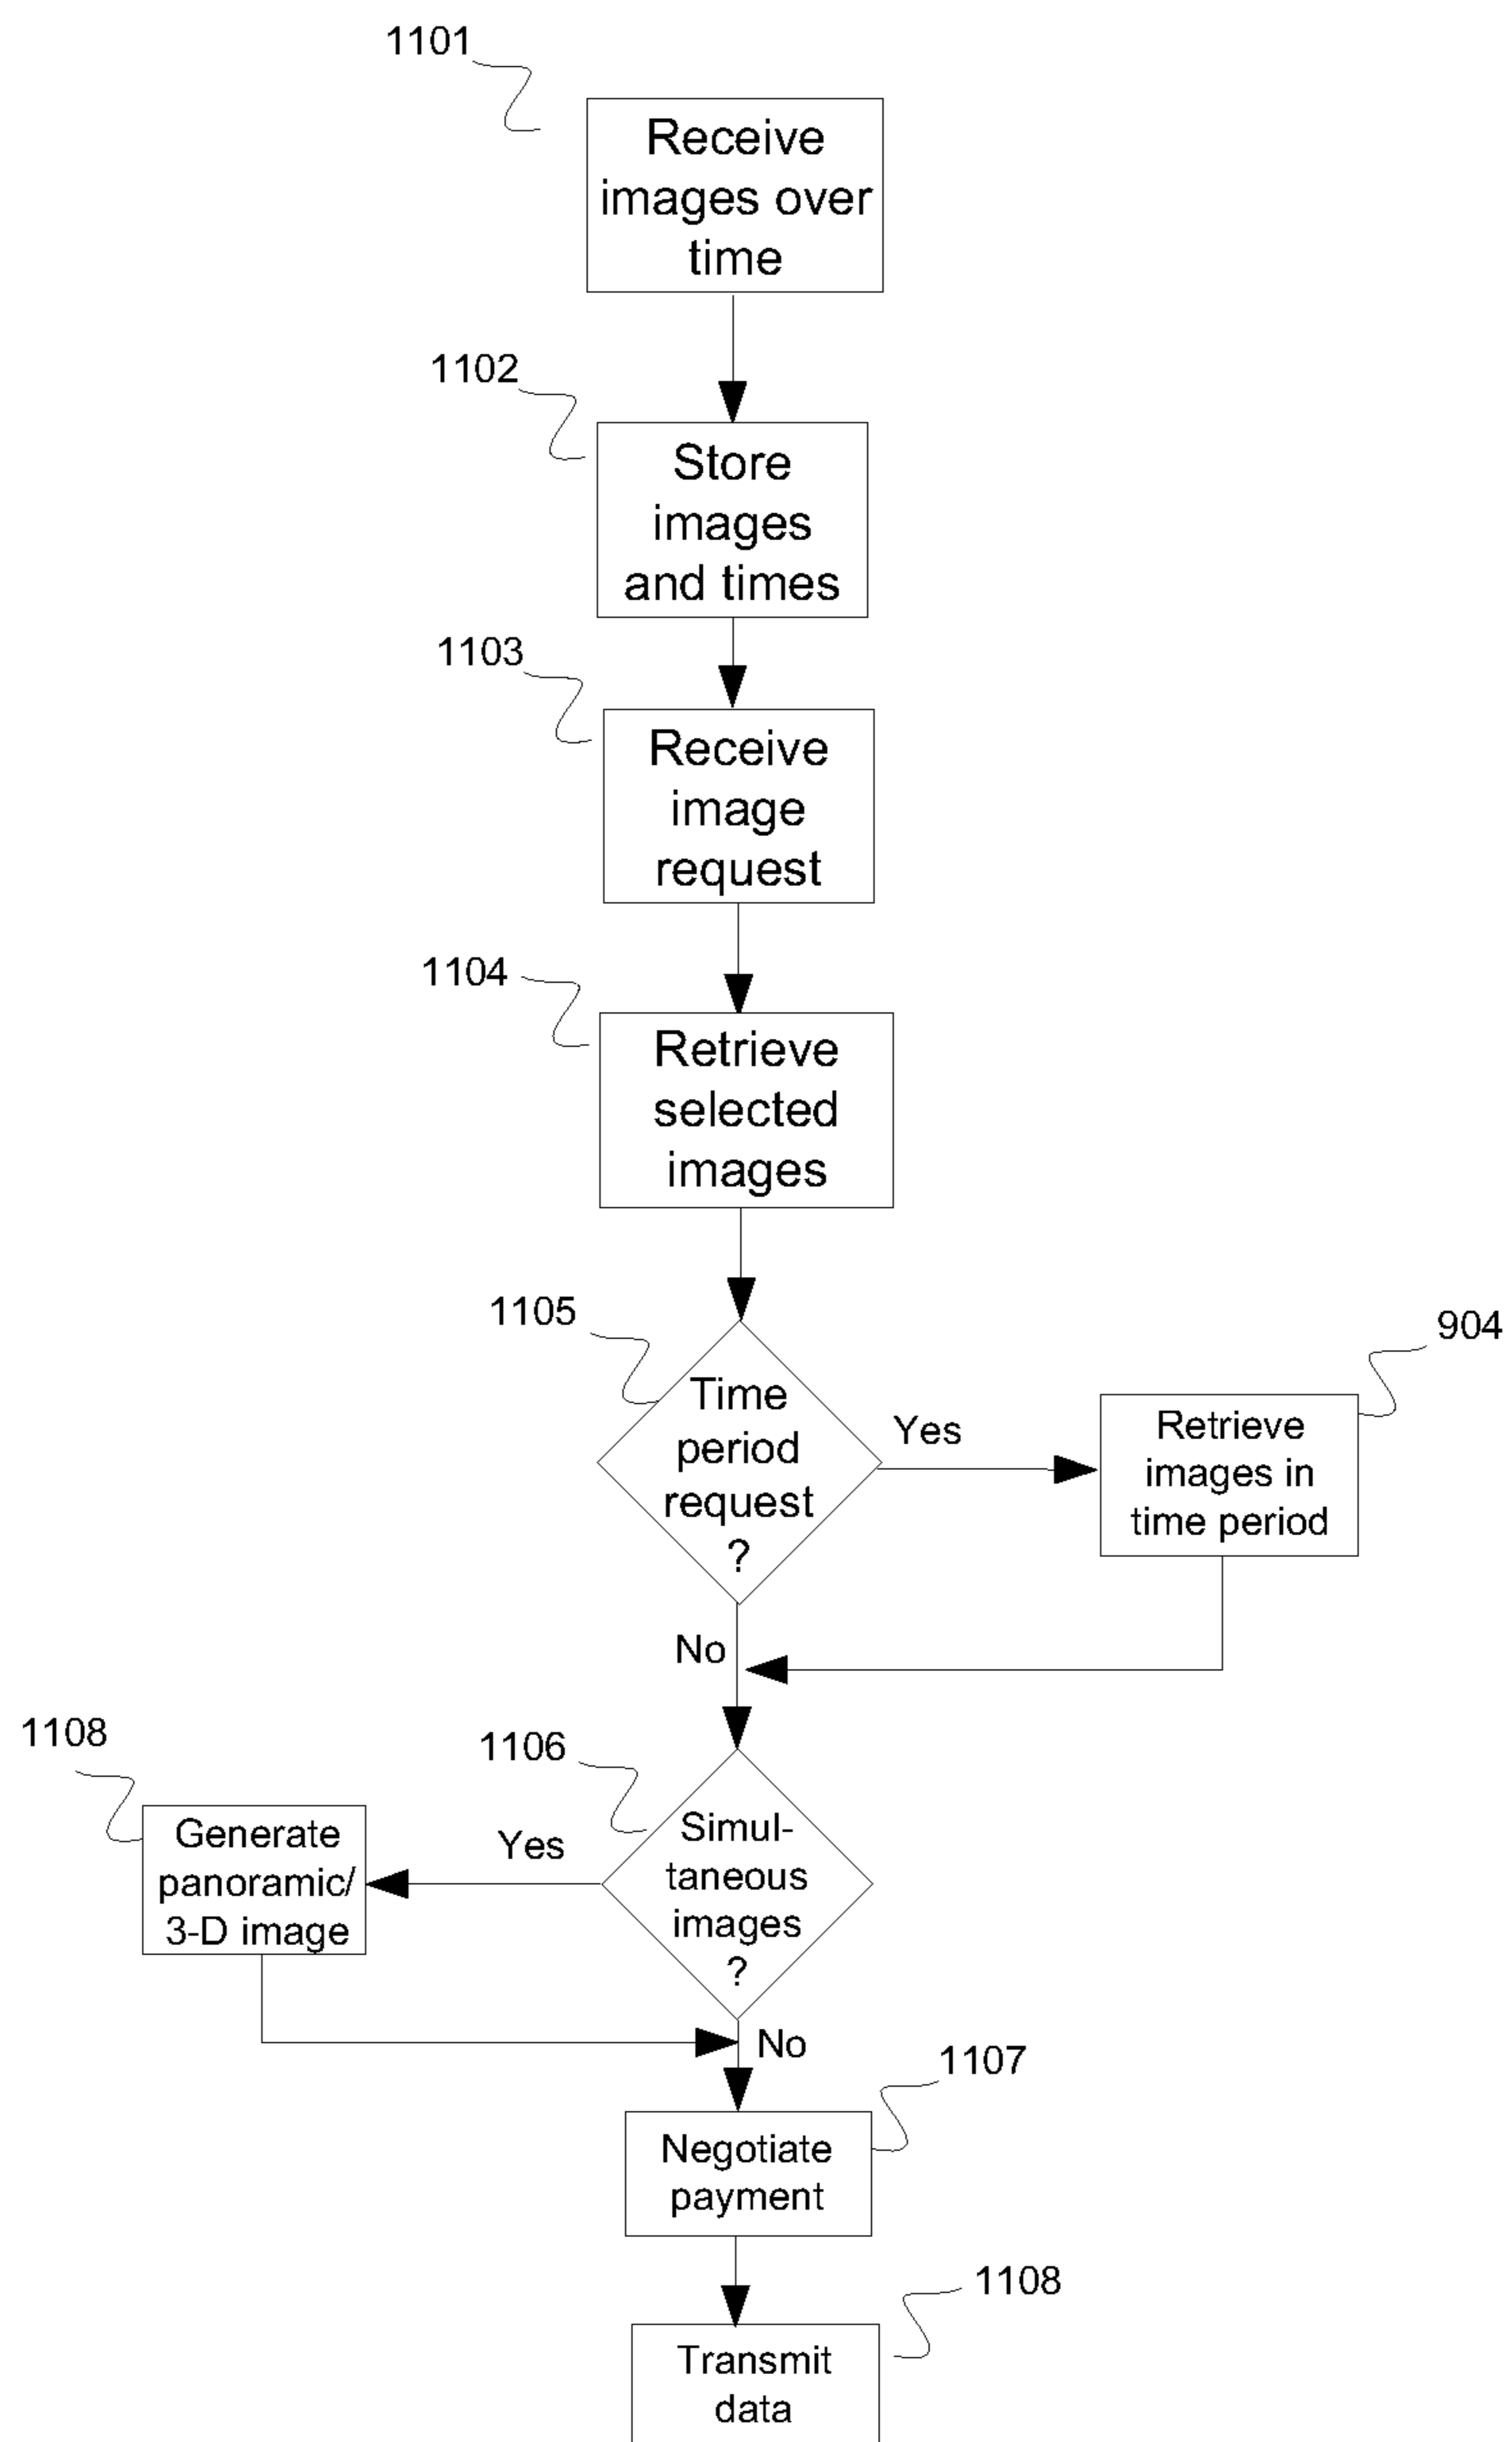 1101
Receive
images over
time
1102
Store
images
and times
1103
Receive
image
request
1104
Retrieve
selected
images
1105
Time
period
request
?
Yes
904
Retrieve
images in
time period
No
1108
Generate
panoramic/
3-D image
Yes
1106
Simul-
taneous
images
?
No
1107
Negotiate
payment
1108
Transmit
data